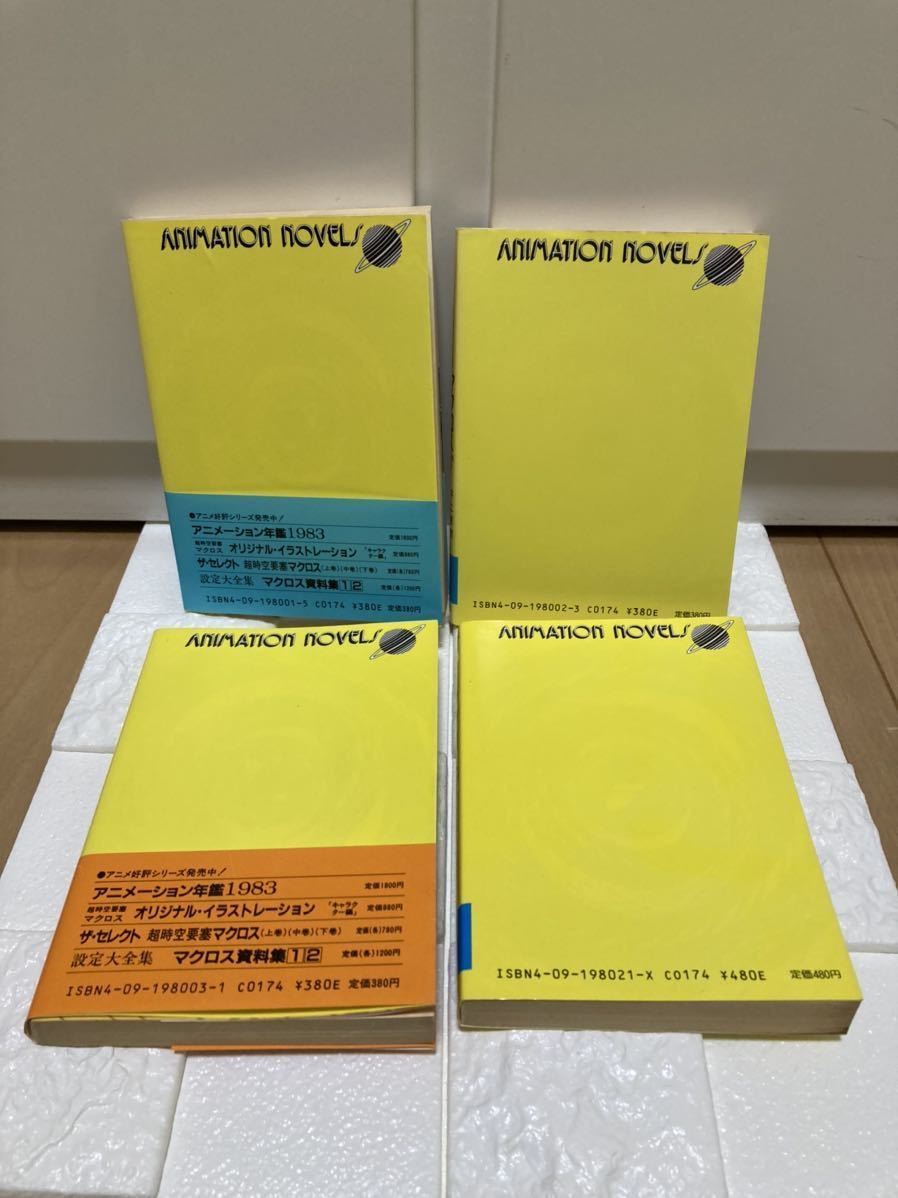 ANIMATION NOVELS
●アニメ好評シリーズ発売中!
アニメーション年鑑1983 定価1800円
超時空要塞マクロス オリジナル・イラストレーション 「キャラクター編」 定価880円
ザ・セレクト 超時空要塞マクロス(上巻)(中巻)(下巻) 定価(各)780円
設定大全集 マクロス資料集1 2 定価(各)1200円
ISBN4-09-198001-5 C0174 ¥380E 定価380円
ANIMATION NOVELS
ISBN4-09-198002-3 C0174 ¥380E 定価380円
ANIMATION NOVELS
●アニメ好評シリーズ発売中!
アニメーション年鑑1983 定価1800円
超時空要塞マクロス オリジナル・イラストレーション 「キャラクター編」 定価880円
ザ・セレクト 超時空要塞マクロス(上巻)(中巻)(下巻) 定価(各)780円
設定大全集 マクロス資料集1 2 定価(各)1200円
ISBN4-09-198003-1 C0174 ¥380E 定価380円
ANIMATION NOVELS
ISBN4-09-198021-X C0174 ¥480E 定価480円